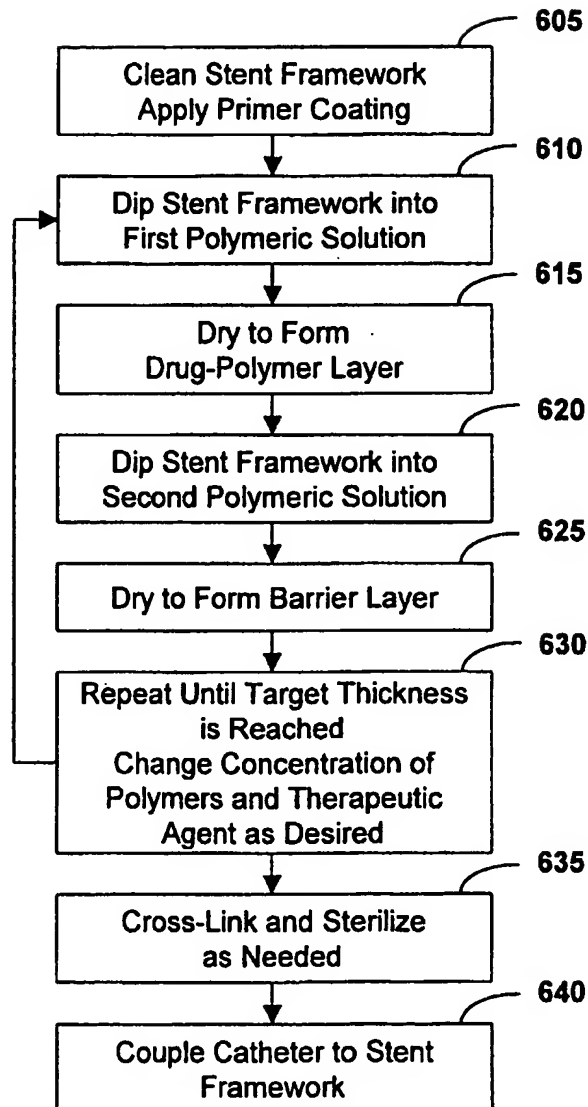 605
Clean Stent Framework
Apply Primer Coating
610
Dip Stent Framework into
First Polymeric Solution
615
Dry to Form
Drug-Polymer Layer
620
Dip Stent Framework into
Second Polymeric Solution
625
Dry to Form Barrier Layer
630
Repeat Until Target Thickness
is Reached
Change Concentration of
Polymers and Therapeutic
Agent as Desired
635
Cross-Link and Sterilize
as Needed
640
Couple Catheter to Stent
Framework